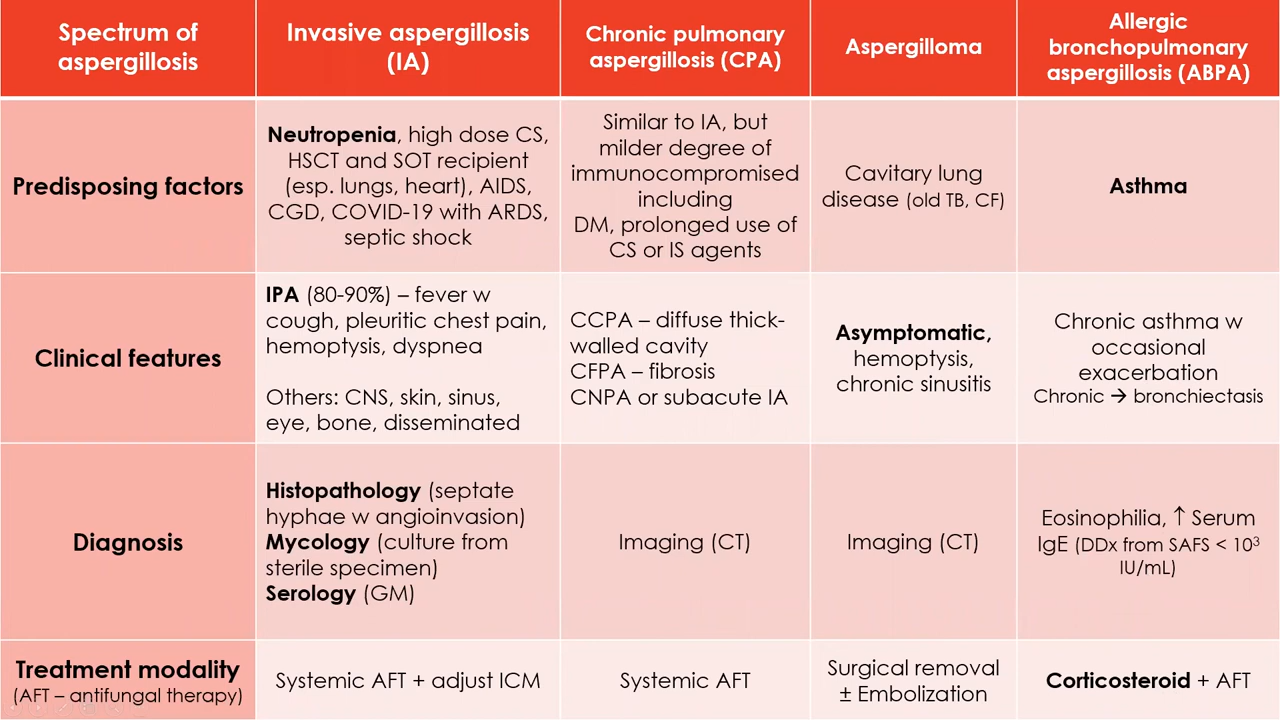 Spectrum of
aspergillosis
Invasive aspergillosis
(IA)
Chronic pulmonary
aspergillosis (CPA)
Aspergilloma
Allergic
bronchopulmonary
aspergillosis (ABPA)
Predisposing factors
Neutropenia, high dose CS,
HSCT and SOT recipient
(esp. lungs, heart), AIDS,
CGD, COVID-19 with ARDS,
septic shock
Similar to IA, but
milder degree of
immunocompromised
including
DM, prolonged use of
CS or IS agents
Cavitary lung
disease (old TB, CF)
Asthma
Clinical features
IPA (80-90%) – fever w
cough, pleuritic chest pain,
hemoptysis, dyspnea
Others: CNS, skin, sinus,
eye, bone, disseminated
CCPA – diffuse thick-
walled cavity
CFPA – fibrosis
CNPA or subacute IA
Asymptomatic,
hemoptysis,
chronic sinusitis
Chronic asthma w
occasional
exacerbation
Chronic → bronchiectasis
Diagnosis
Histopathology (septate
hyphae w angioinvasion)
Mycology (culture from
sterile specimen)
Serology (GM)
Imaging (CT)
Imaging (CT)
Eosinophilia, ↑ Serum
IgE (DDx from SAFS < 10³
IU/mL)
Treatment modality
(AFT – antifungal therapy)
Systemic AFT + adjust ICM
Systemic AFT
Surgical removal
± Embolization
Corticosteroid + AFT